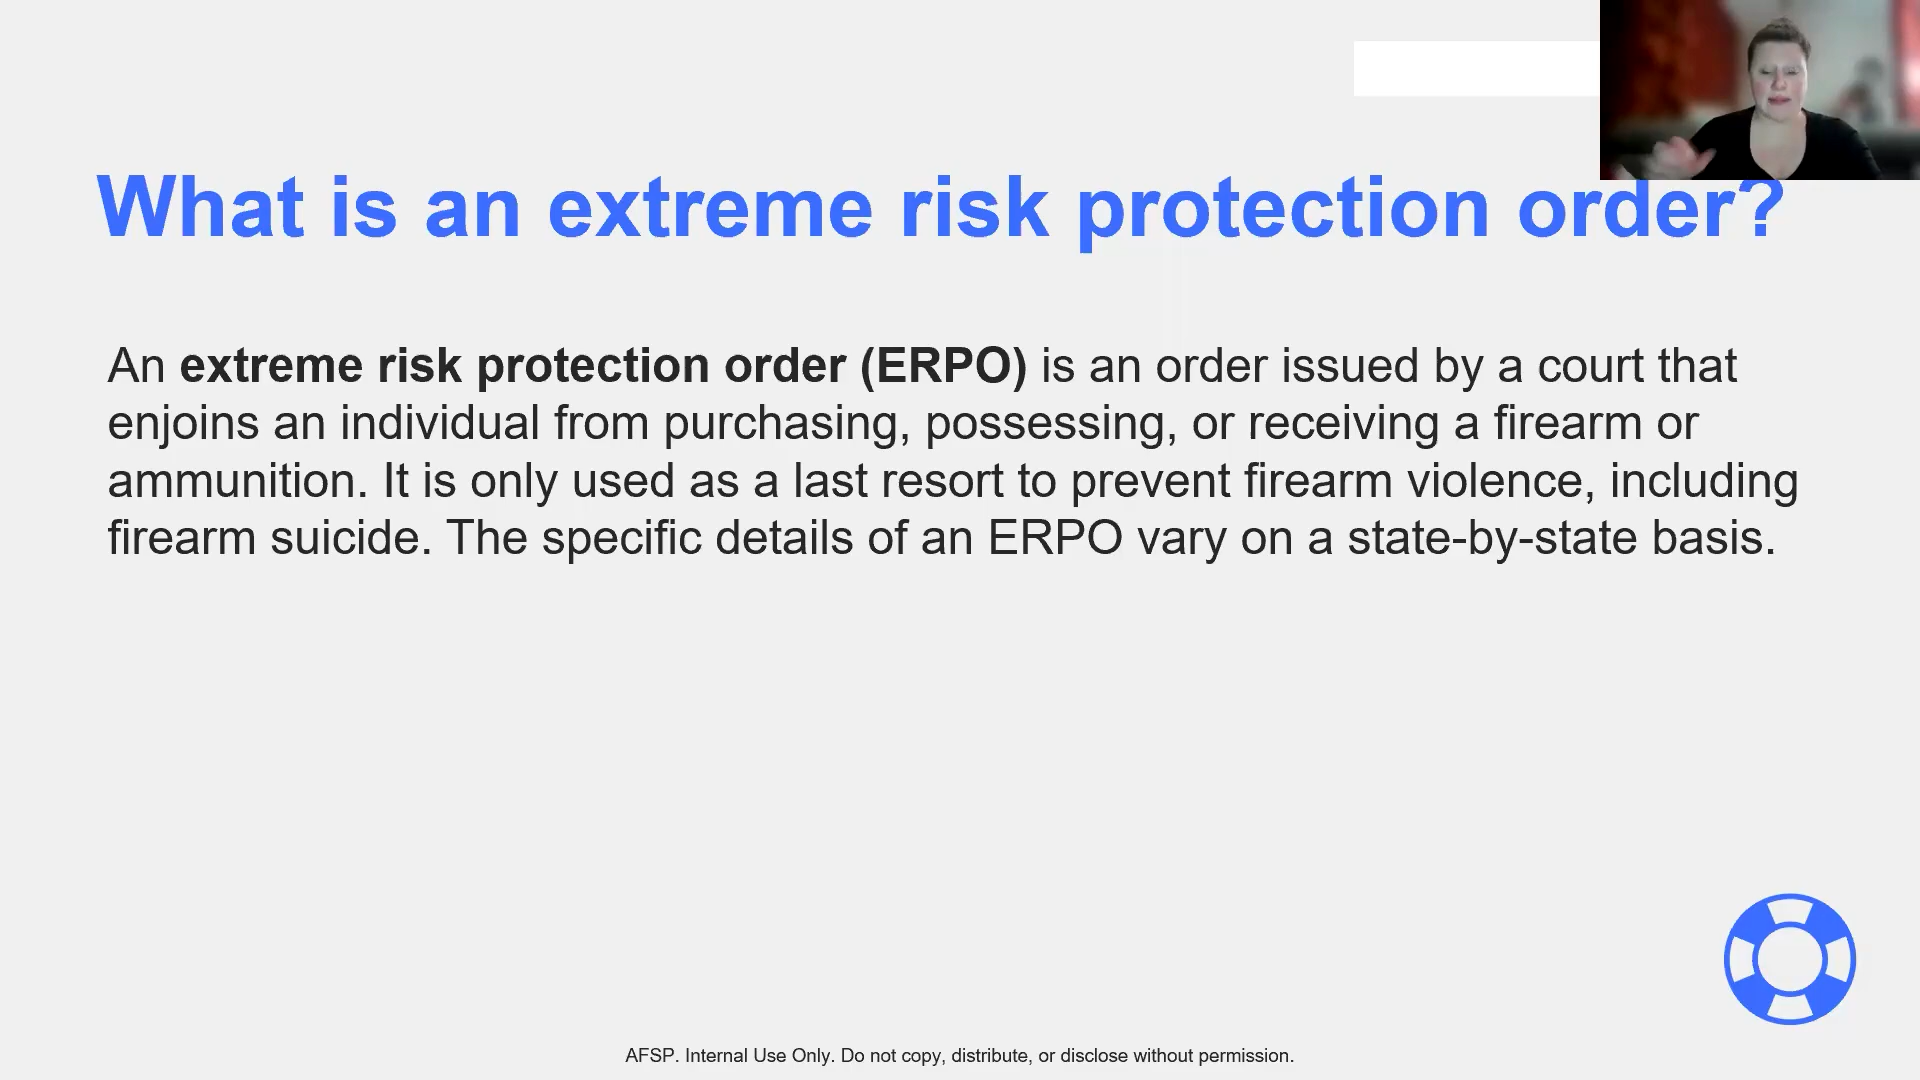 What is an extreme risk protection order?
An extreme risk protection order (ERPO) is an order issued by a court that
enjoins an individual from purchasing, possessing, or receiving a firearm or
ammunition. It is only used as a last resort to prevent firearm violence, including
firearm suicide. The specific details of an ERPO vary on a state-by-state basis.
AFSP. Internal Use Only. Do not copy, distribute, or disclose without permission.